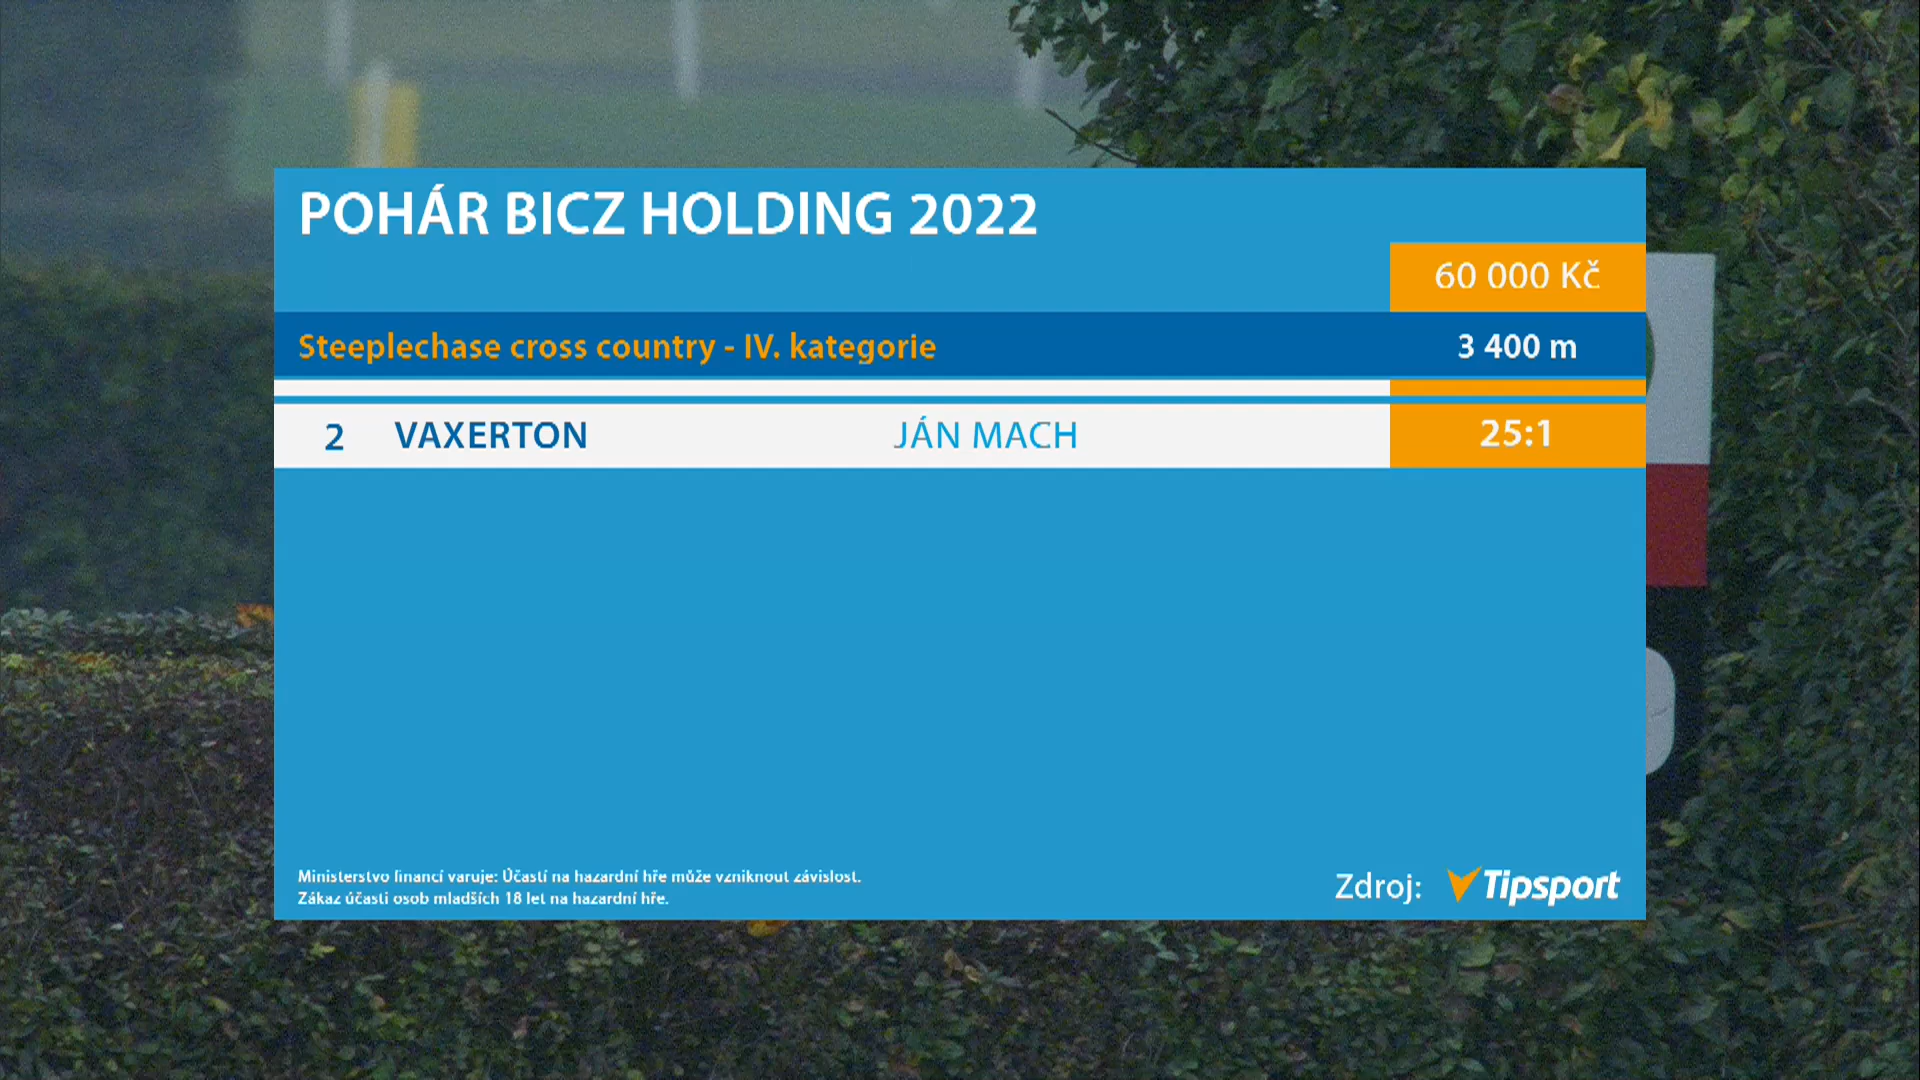 POHÁR BICZ HOLDING 2022
60 000 Kč
Steeplechase cross country - IV. kategorie 3 400 m
2 VAXERTON JÁN MACH 25:1
Ministerstvo financí varuje: Účastí na hazardní hře může vzniknout závislost.
Zákaz účasti osob mladších 18 let na hazardní hře.
Zdroj: Tipsport